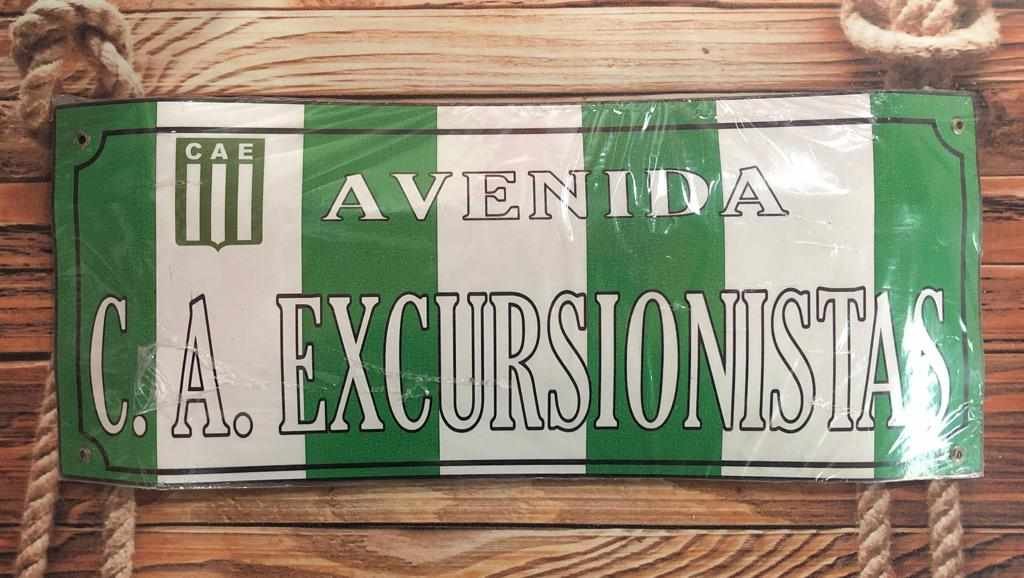 CAE
AVENIDA
C. A. EXCURSIONISTAS